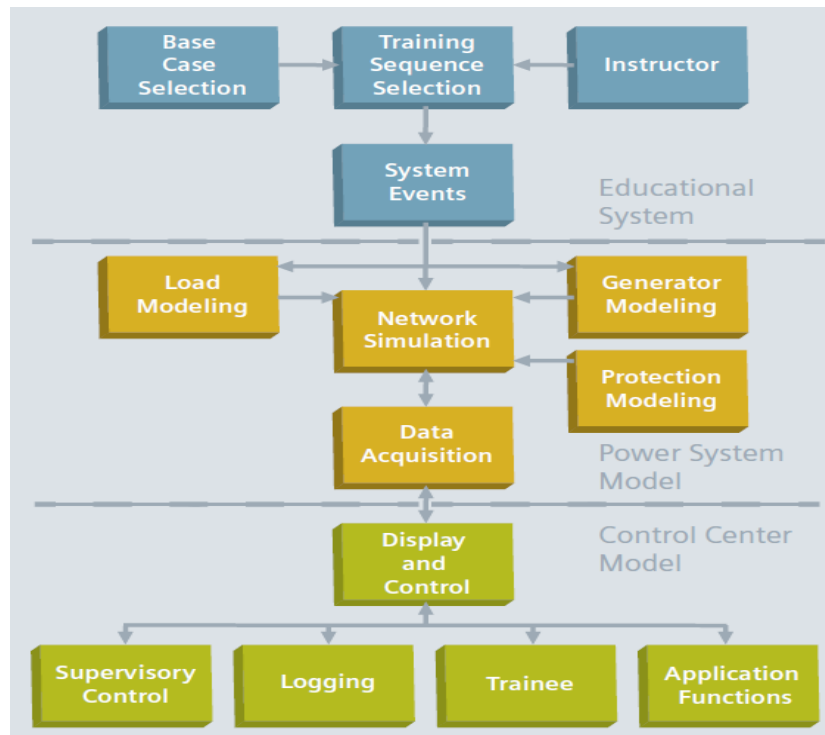 Base
Case
Selection
Training
Sequence
Selection
Instructor
System
Events
Educational
System
Load
Modeling
Generator
Modeling
Network
Simulation
Protection
Modeling
Data
Acquisition
Power System
Model
Display
and
Control
Control Center
Model
Supervisory
Control
Logging
Trainee
Application
Functions